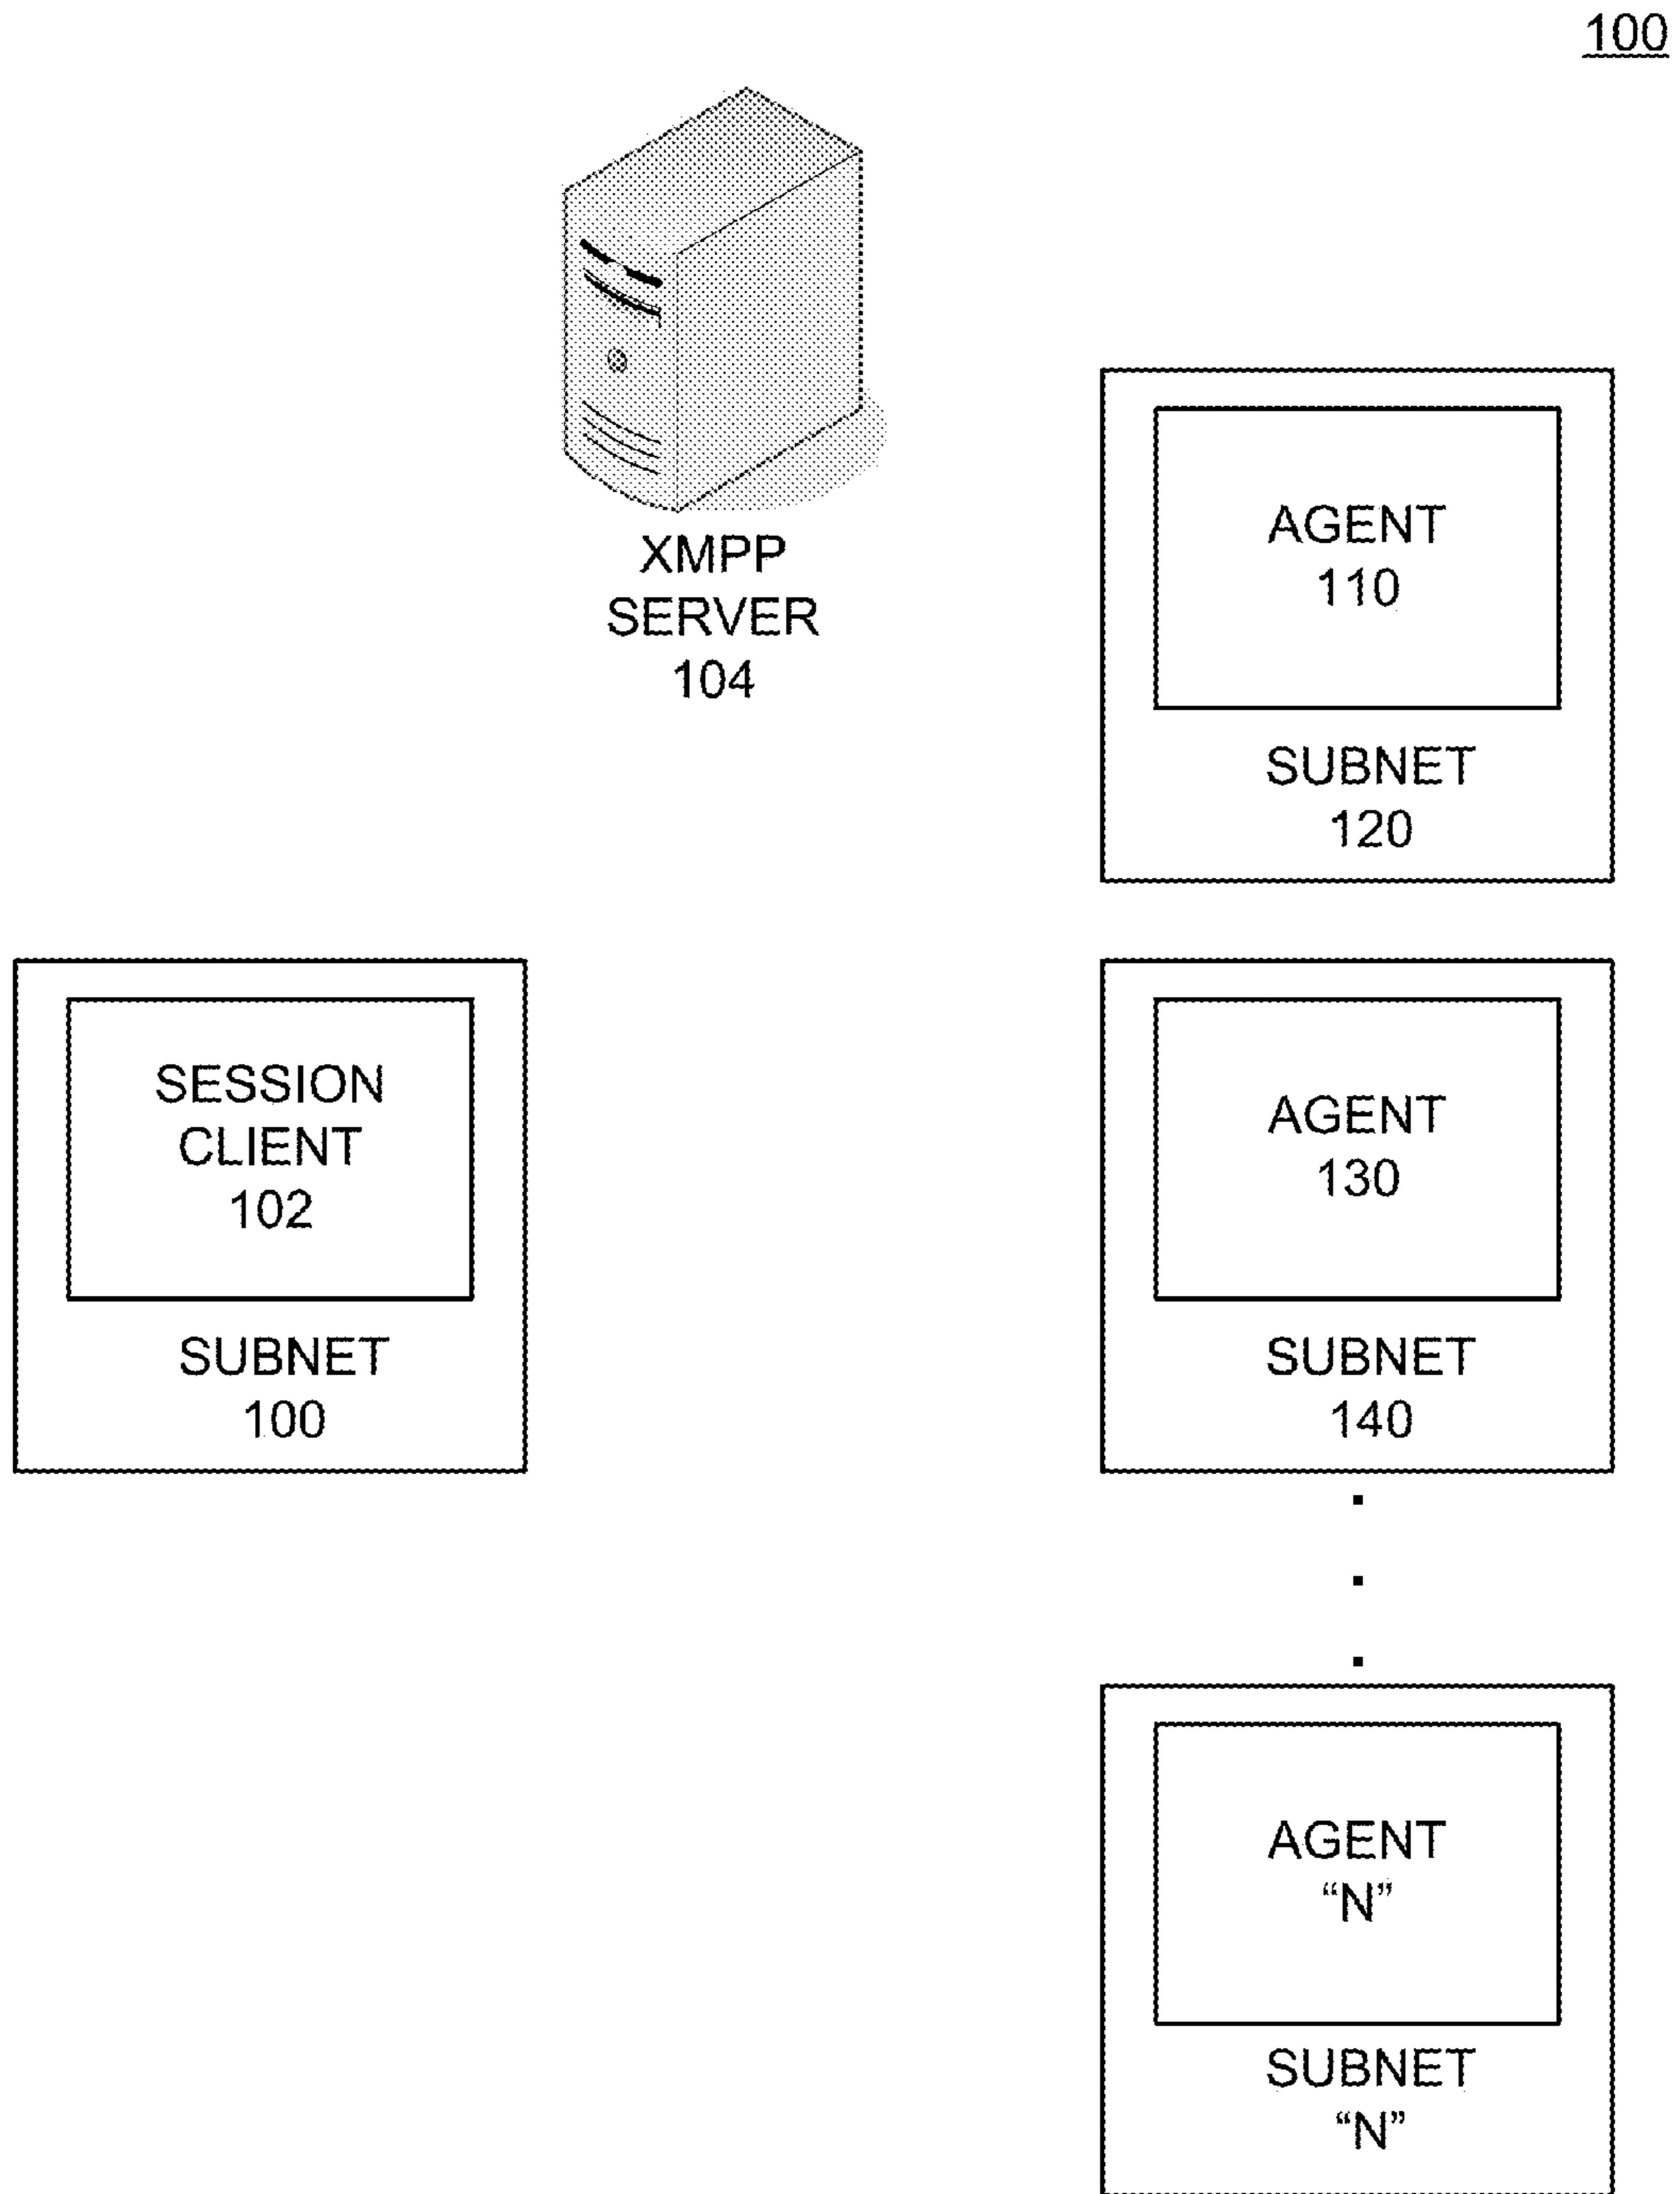 100
XMPP
SERVER
104
AGENT
110
SUBNET
120
SESSION
CLIENT
102
SUBNET
100
AGENT
130
SUBNET
140
AGENT
“N”
SUBNET
“N”